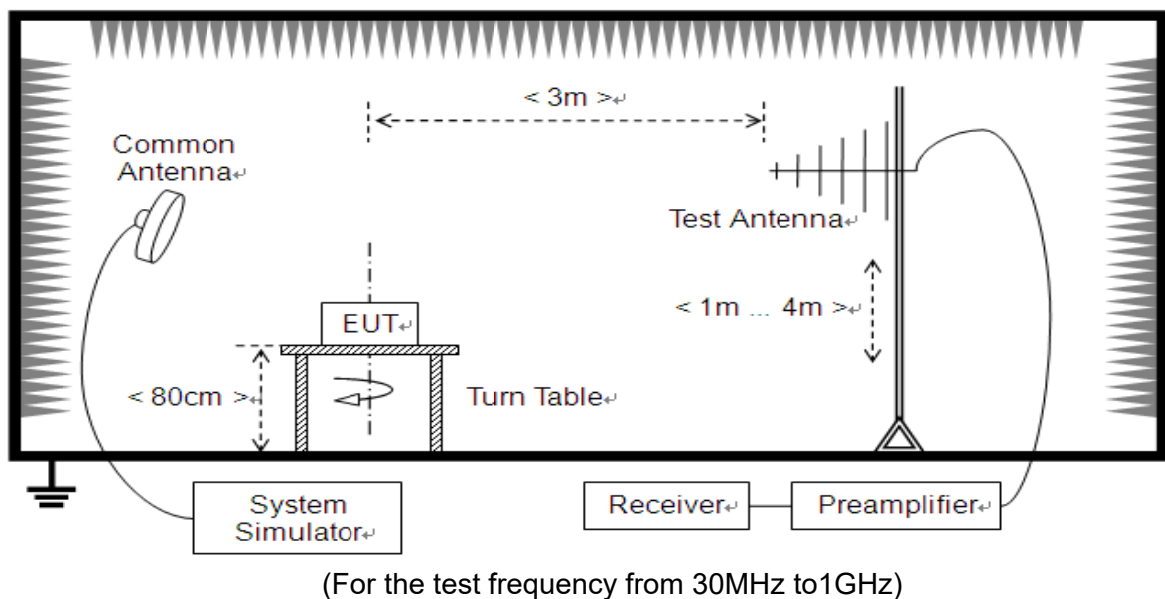 < 3m >↵
Common
Antenna↵
Test Antenna↵
< 1m ... 4m >↵
EUT↵
< 80cm >↵
Turn Table↵
System
Simulator↵
Receiver↵
Preamplifier↵
(For the test frequency from 30MHz to1GHz)